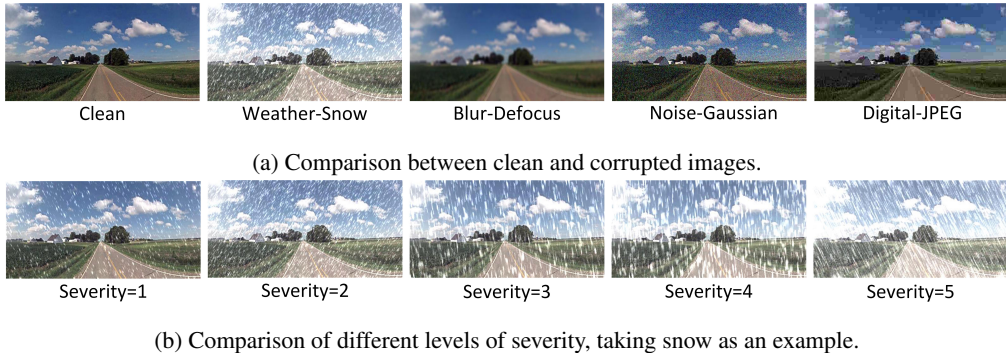 Clean Weather-Snow Blur-Defocus Noise-Gaussian Digital-JPEG
(a) Comparison between clean and corrupted images.
Severity=1 Severity=2 Severity=3 Severity=4 Severity=5
(b) Comparison of different levels of severity, taking snow as an example.